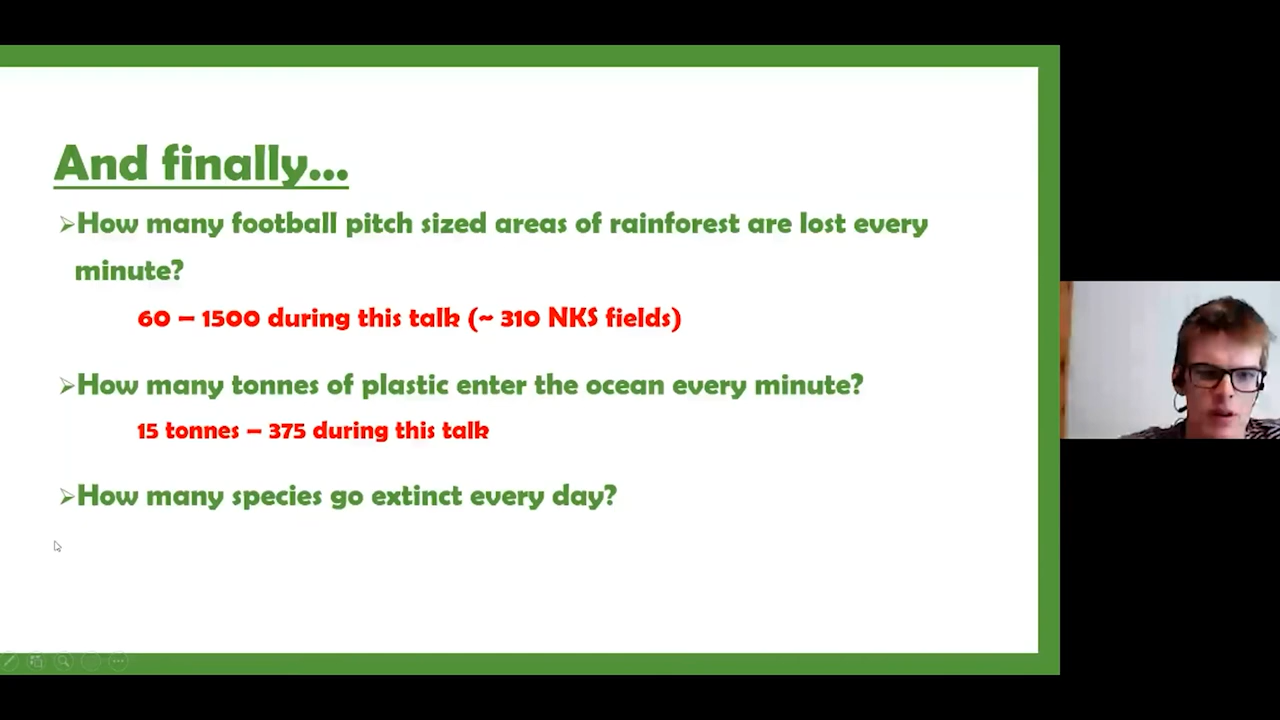 And finally...
How many football pitch sized areas of rainforest are lost every
minute?
60 – 1500 during this talk (~ 310 NKS fields)
How many tonnes of plastic enter the ocean every minute?
15 tonnes – 375 during this talk
How many species go extinct every day?